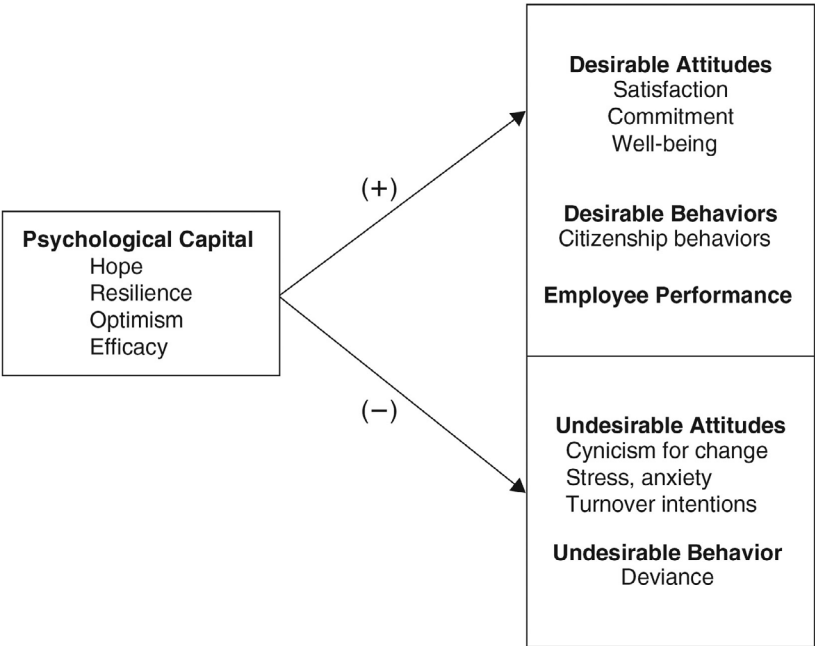 Psychological Capital
Hope
Resilience
Optimism
Efficacy
(+)
(−)
Desirable Attitudes
Satisfaction
Commitment
Well-being
Desirable Behaviors
Citizenship behaviors
Employee Performance
Undesirable Attitudes
Cynicism for change
Stress, anxiety
Turnover intentions
Undesirable Behavior
Deviance